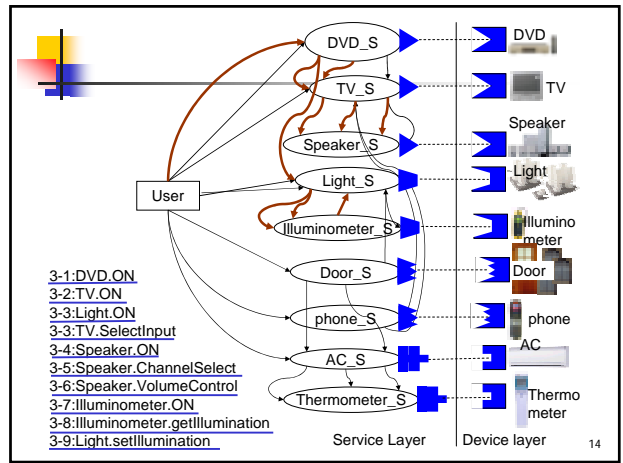 DVD_S
DVD
TV_S
TV
Speaker
Speaker_S
Light
Light_S
User
Illumino
meter
Illuminometer_S
Door_S
Door
3-1:DVD.ON
3-2:TV.ON
3-3:Light.ON
3-3:TV.SelectInput
3-4:Speaker.ON
3-5:Speaker.ChannelSelect
3-6:Speaker.VolumeControl
3-7:Illuminometer.ON
3-8:Illuminometer.getIllumination
3-9:Light.setIllumination
phone_S
phone
AC
AC_S
Thermometer_S
Thermo
meter
Service Layer
Device layer
14